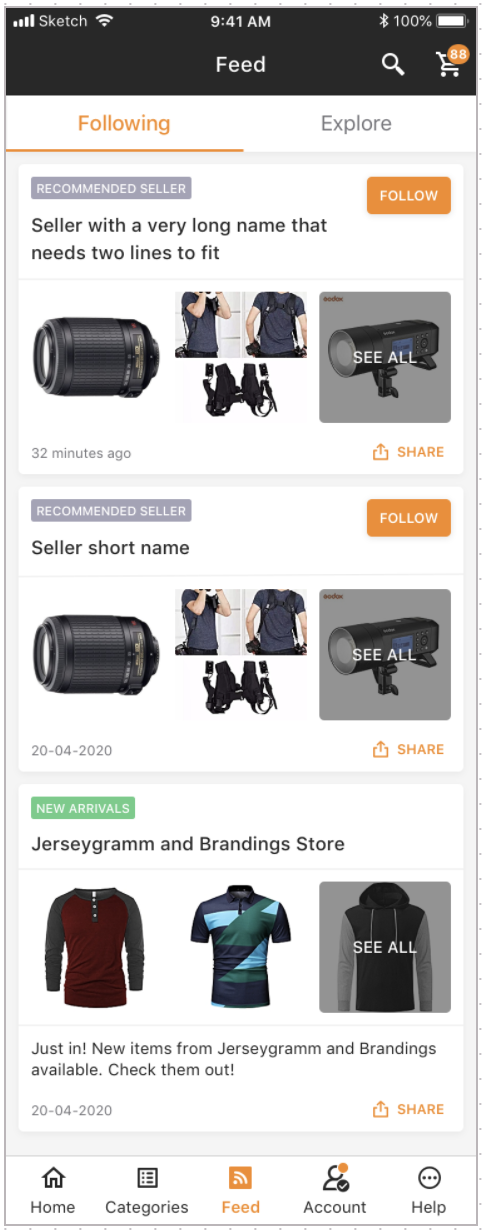 Sketch 9:41 AM 100%
Feed 88
Following Explore
RECOMMENDED SELLER
FOLLOW
Seller with a very long name that
needs two lines to fit
Godox
SEE ALL
32 minutes ago SHARE
RECOMMENDED SELLER
FOLLOW
Seller short name
Godox
SEE ALL
20-04-2020 SHARE
NEW ARRIVALS
Jerseygramm and Brandings Store
SEE ALL
Just in! New items from Jerseygramm and Brandings
available. Check them out!
20-04-2020 SHARE
Home Categories Feed Account Help